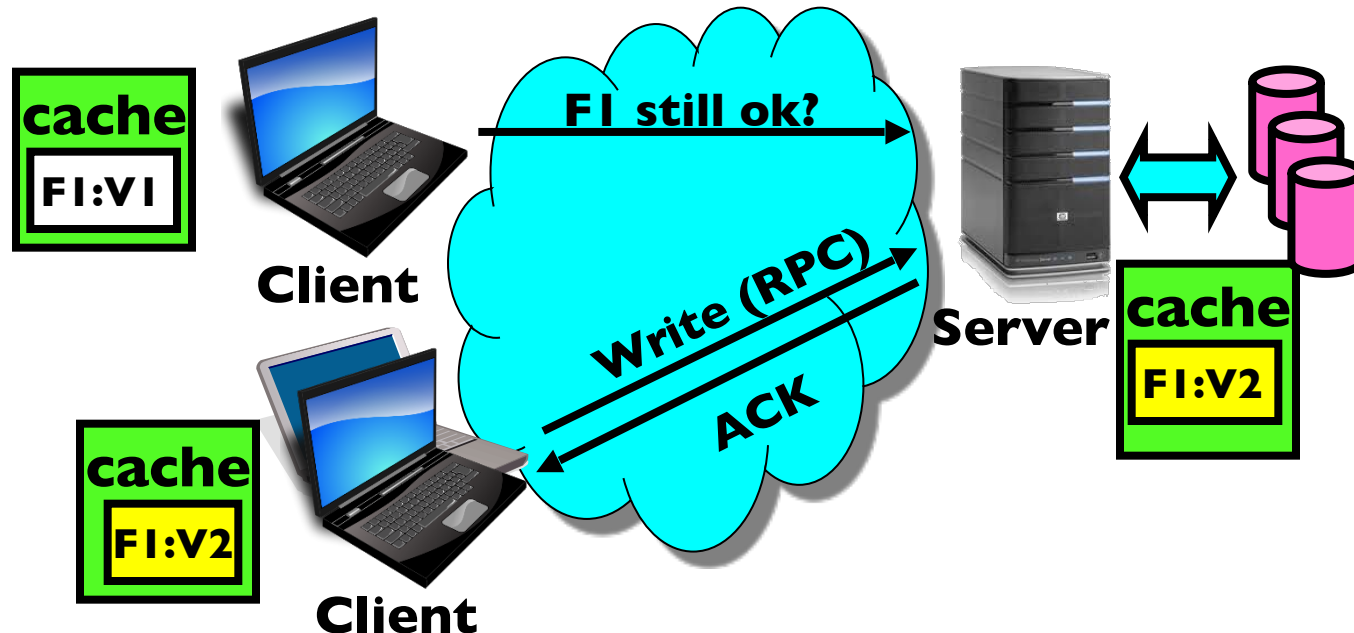 cache
F1:V1
Client
F1 still ok?
Write (RPC)
ACK
Server
cache
F1:V2
cache
F1:V2
Client